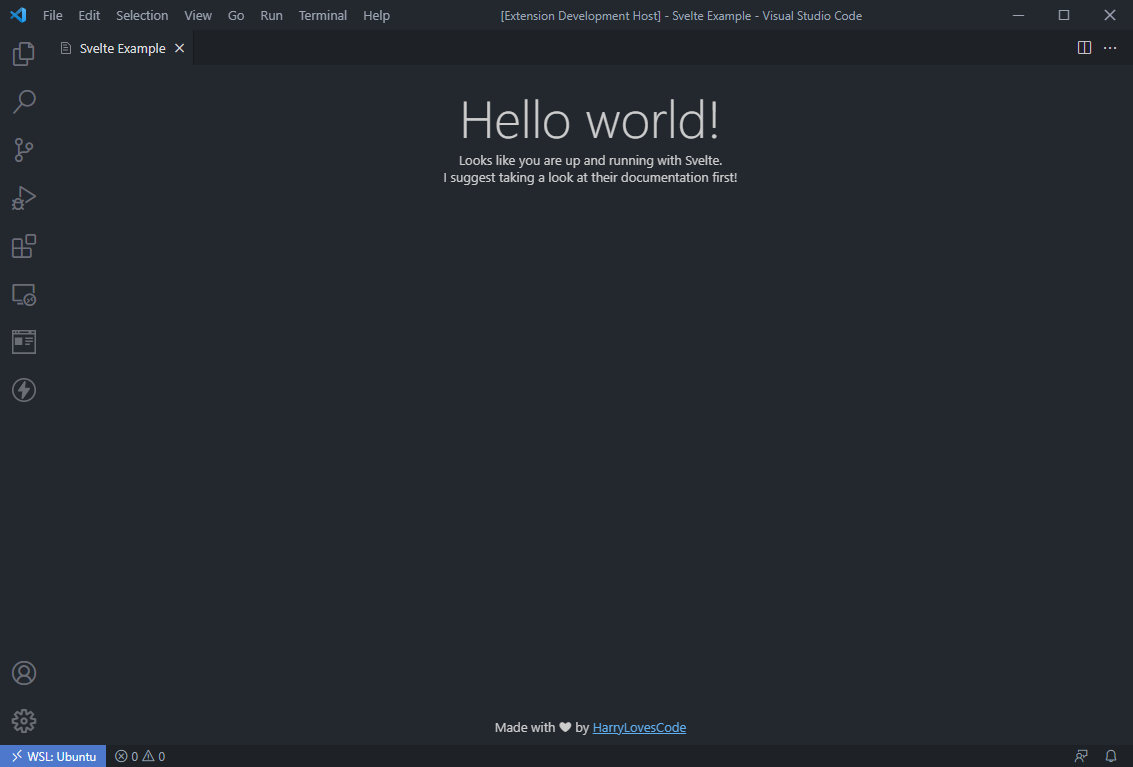 File Edit Selection View Go Run Terminal Help [Extension Development Host] - Svelte Example - Visual Studio Code
Svelte Example
Hello world!
Looks like you are up and running with Svelte.
I suggest taking a look at their documentation first!
Made with ♥ by HarryLovesCode
WSL: Ubuntu 0 0